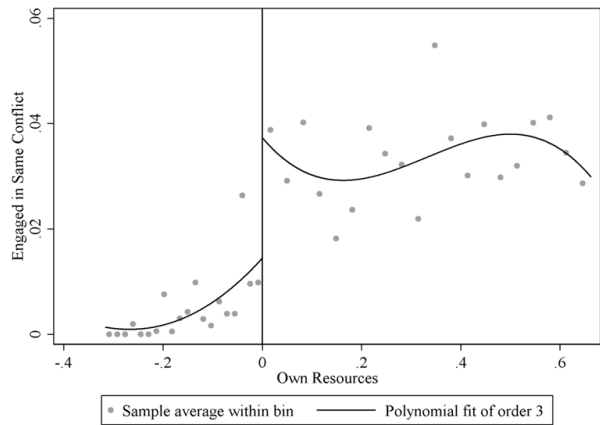 .06
.04
.02
0
Engaged in Same Conflict
-.4 -.2 0 .2 .4 .6
Own Resources
Sample average within bin Polynomial fit of order 3